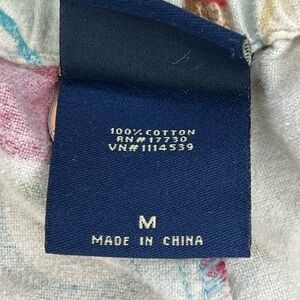 100% COTTON
RN#17730
VN#1114539
M
MADE IN CHINA